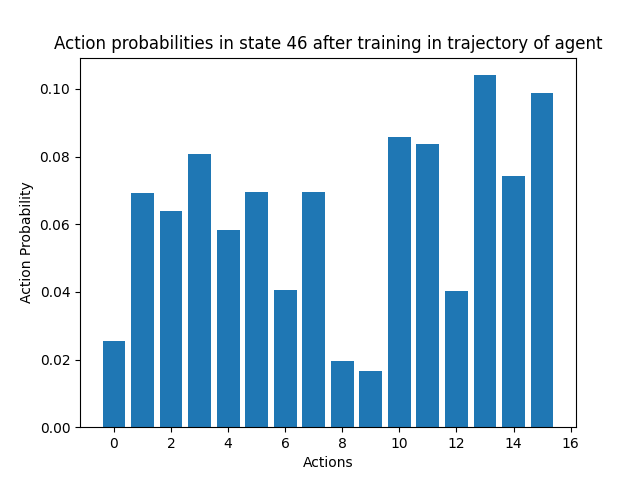 Action probabilities in state 46 after training in trajectory of agent
0.10
0.08
0.06
0.04
0.02
0.00
Action Probability
0 2 4 6 8 10 12 14 16
Actions